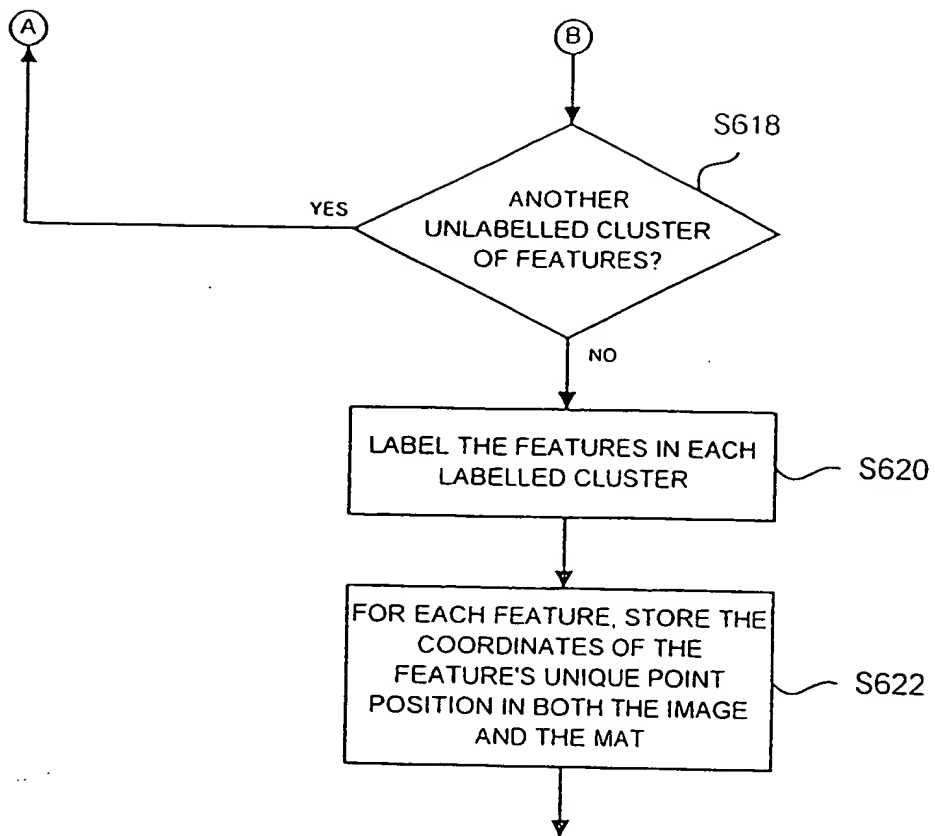 A
B
S618
ANOTHER
UNLABELLED CLUSTER
OF FEATURES?
YES
NO
LABEL THE FEATURES IN EACH
LABELLED CLUSTER
S620
FOR EACH FEATURE, STORE THE
COORDINATES OF THE
FEATURE'S UNIQUE POINT
POSITION IN BOTH THE IMAGE
AND THE MAT
S622